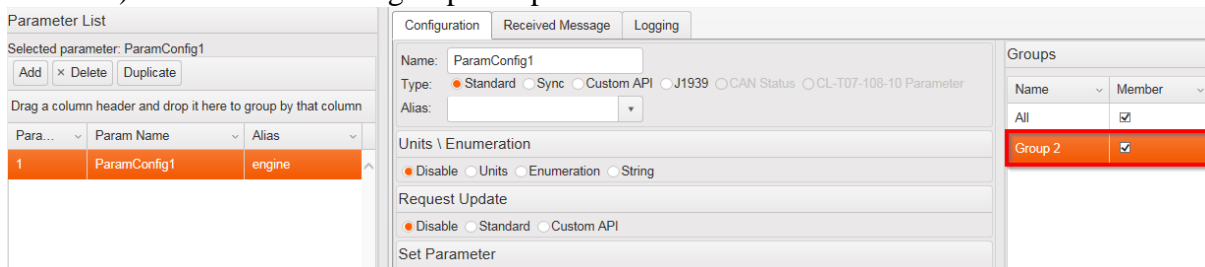 Parameter List
Selected parameter: ParamConfig1
Add × Delete Duplicate
Drag a column header and drop it here to group by that column
Para... Param Name Alias
1 ParamConfig1 engine
Configuration Received Message Logging
Name: ParamConfig1
Type: Standard Sync Custom API J1939 CAN Status CL-T07-108-10 Parameter
Alias:
Units \ Enumeration
Disable Units Enumeration String
Request Update
Disable Standard Custom API
Set Parameter
Groups
Name Member
All
Group 2